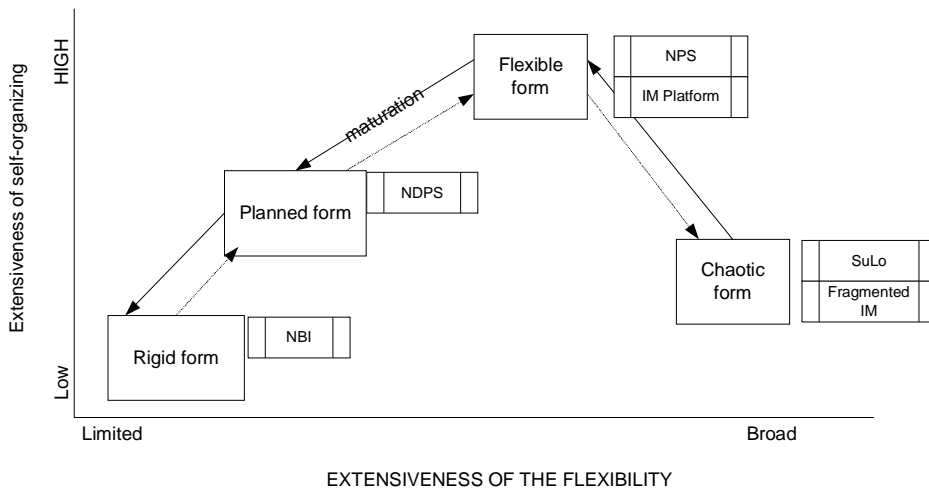 HIGH
Extensiveness of self-organizing
Low
Flexible
form
NPS
IM Platform
maturation
Planned form
NDPS
Chaotic
form
SuLo
Fragmented
IM
Rigid form
NBI
Limited
Broad
EXTENSIVENESS OF THE FLEXIBILITY